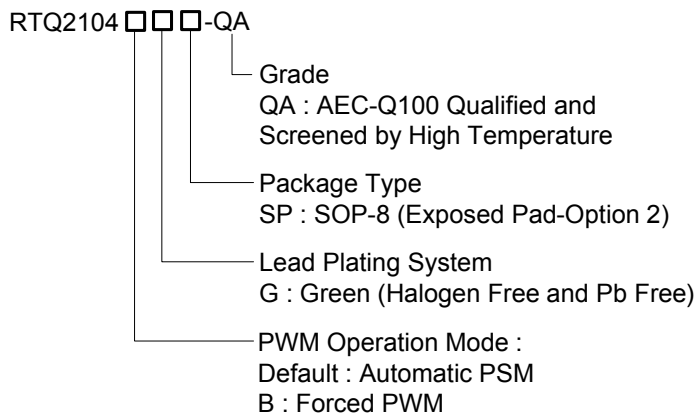 RTQ2104 □ □ □ -QA
Grade
QA : AEC-Q100 Qualified and
Screened by High Temperature
Package Type
SP : SOP-8 (Exposed Pad-Option 2)
Lead Plating System
G : Green (Halogen Free and Pb Free)
PWM Operation Mode :
Default : Automatic PSM
B : Forced PWM